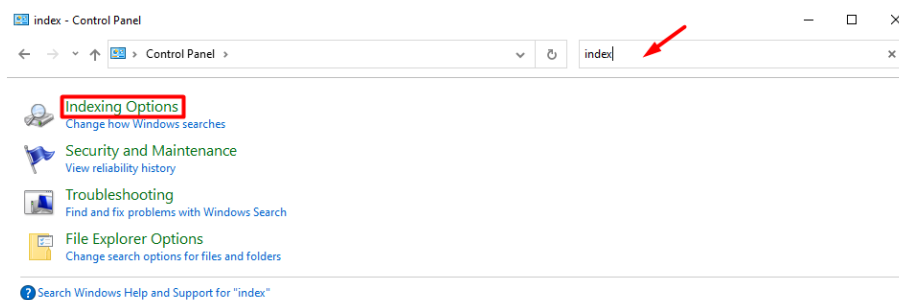 index - Control Panel
Control Panel
index
Indexing Options
Change how Windows searches
Security and Maintenance
View reliability history
Troubleshooting
Find and fix problems with Windows Search
File Explorer Options
Change search options for files and folders
Search Windows Help and Support for "index"